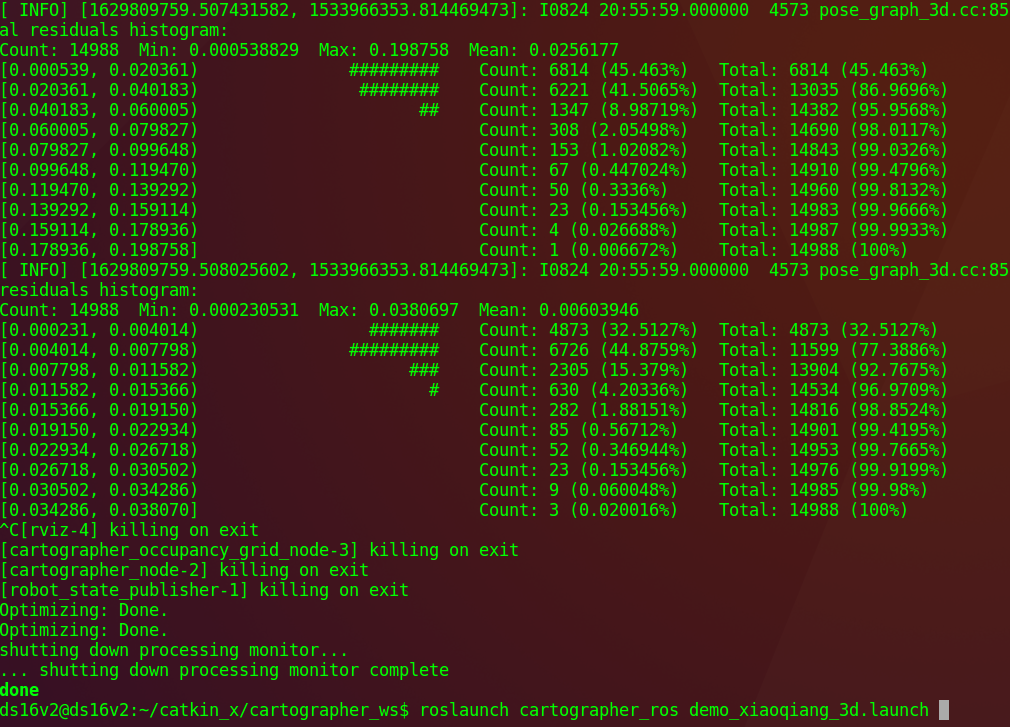 [ INFO] [1629809759.507431582, 1533966353.814469473]: I0824 20:55:59.000000  4573 pose_graph_3d.cc:85
al residuals histogram:
Count: 14988  Min: 0.000538829  Max: 0.198758  Mean: 0.0256177
[0.000539, 0.020361)               #########    Count: 6814 (45.463%)   Total: 6814 (45.463%)
[0.020361, 0.040183)                ########    Count: 6221 (41.5065%)  Total: 13035 (86.9696%)
[0.040183, 0.060005)                      ##    Count: 1347 (8.98719%)  Total: 14382 (95.9568%)
[0.060005, 0.079827)                            Count: 308 (2.05498%)   Total: 14690 (98.0117%)
[0.079827, 0.099648)                            Count: 153 (1.02082%)   Total: 14843 (99.0326%)
[0.099648, 0.119470)                            Count: 67 (0.447024%)   Total: 14910 (99.4796%)
[0.119470, 0.139292)                            Count: 50 (0.3336%)     Total: 14960 (99.8132%)
[0.139292, 0.159114)                            Count: 23 (0.153456%)   Total: 14983 (99.9666%)
[0.159114, 0.178936)                            Count: 4 (0.026688%)    Total: 14987 (99.9933%)
[0.178936, 0.198758]                            Count: 1 (0.006672%)    Total: 14988 (100%)
[ INFO] [1629809759.508025602, 1533966353.814469473]: I0824 20:55:59.000000  4573 pose_graph_3d.cc:85
residuals histogram:
Count: 14988  Min: 0.000230531  Max: 0.0380697  Mean: 0.00603946
[0.000231, 0.004014)                 #######    Count: 4873 (32.5127%)  Total: 4873 (32.5127%)
[0.004014, 0.007798)               #########    Count: 6726 (44.8759%)  Total: 11599 (77.3886%)
[0.007798, 0.011582)                     ###    Count: 2305 (15.379%)   Total: 13904 (92.7675%)
[0.011582, 0.015366)                       #    Count: 630 (4.20336%)   Total: 14534 (96.9709%)
[0.015366, 0.019150)                            Count: 282 (1.88151%)   Total: 14816 (98.8524%)
[0.019150, 0.022934)                            Count: 85 (0.56712%)    Total: 14901 (99.4195%)
[0.022934, 0.026718)                            Count: 52 (0.346944%)   Total: 14953 (99.7665%)
[0.026718, 0.030502)                            Count: 23 (0.153456%)   Total: 14976 (99.9199%)
[0.030502, 0.034286)                            Count: 9 (0.060048%)    Total: 14985 (99.98%)
[0.034286, 0.038070]                            Count: 3 (0.020016%)    Total: 14988 (100%)
^C[rviz-4] killing on exit
[cartographer_occupancy_grid_node-3] killing on exit
[cartographer_node-2] killing on exit
[robot_state_publisher-1] killing on exit
Optimizing: Done.
Optimizing: Done.
shutting down processing monitor...
... shutting down processing monitor complete
done
ds16v2@ds16v2:~/catkin_x/cartographer_ws$ roslaunch cartographer_ros demo_xiaoqiang_3d.launch